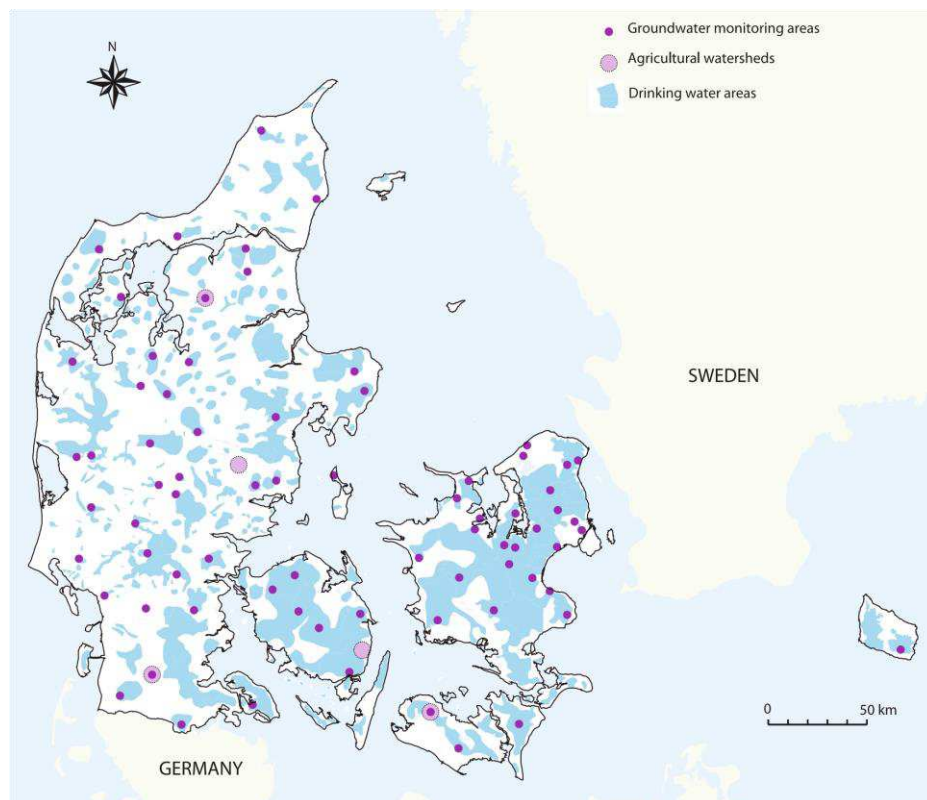 N
Groundwater monitoring areas
Agricultural watersheds
Drinking water areas
SWEDEN
0 50 km
GERMANY